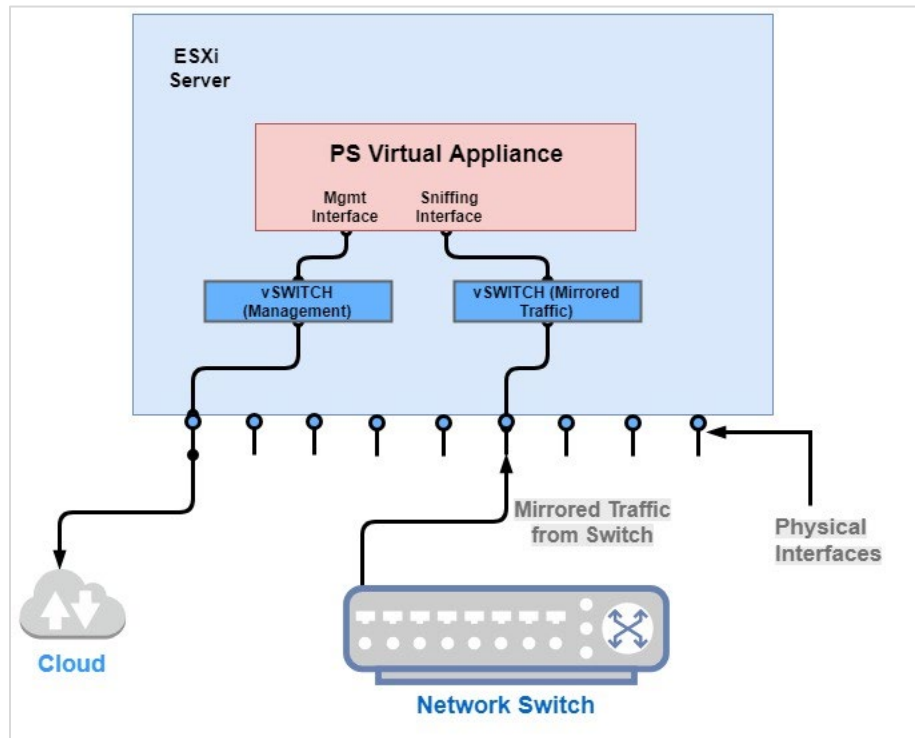 ESXi
Server
PS Virtual Appliance
Mgmt
Interface
Sniffing
Interface
vSWITCH
(Management)
vSWITCH (Mirrored
Traffic)
Mirrored Traffic
from Switch
Physical
Interfaces
Cloud
Network Switch